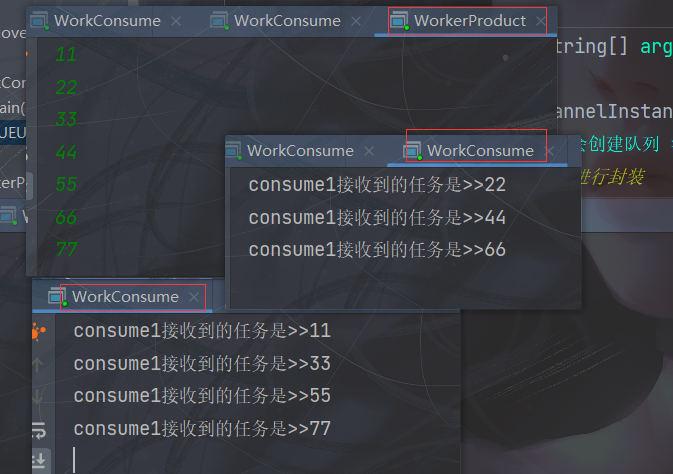 WorkConsume
WorkConsume
WorkerProduct
11
22
33
44
55
66
77
WorkConsume
WorkConsume
consume1接收到的任务是>>22
consume1接收到的任务是>>44
consume1接收到的任务是>>66
WorkConsume
consume1接收到的任务是>>11
consume1接收到的任务是>>33
consume1接收到的任务是>>55
consume1接收到的任务是>>77
tring[] arg
annelInstan
创建队列
进行封装